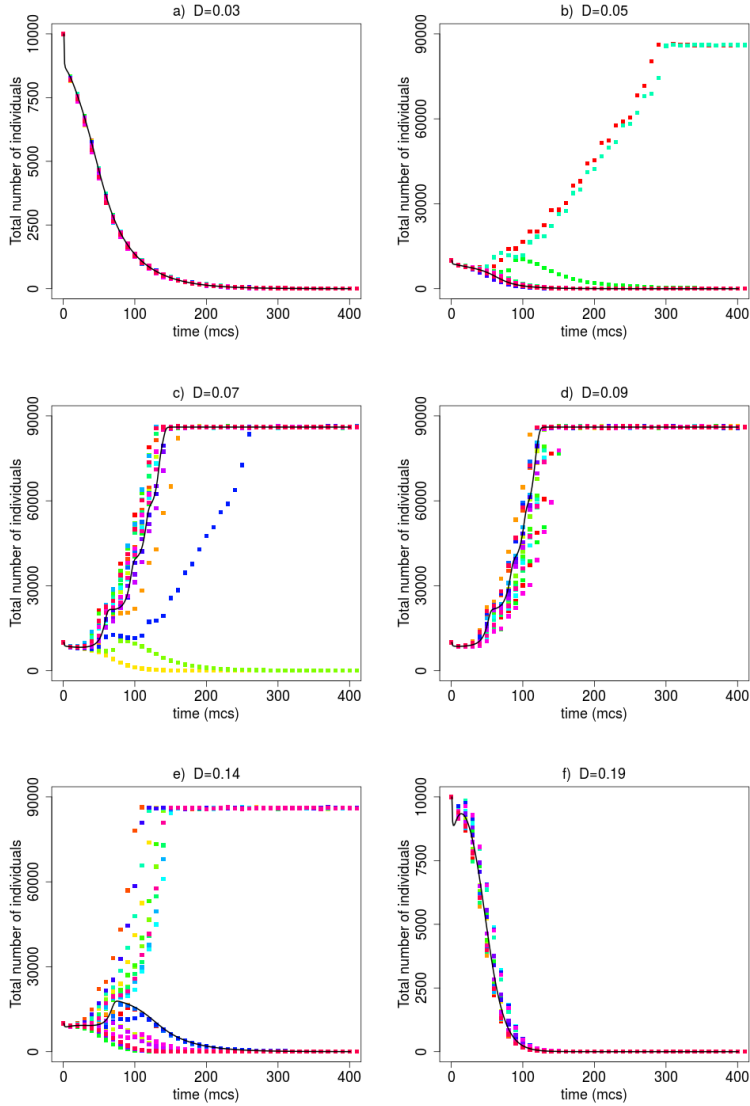 a) D=0.03
Total number of individuals
10000
7500
5000
2500
0
0 100 200 300 400
time (mcs)
b) D=0.05
Total number of individuals
90000
60000
30000
0
0 100 200 300 400
time (mcs)
c) D=0.07
Total number of individuals
90000
60000
30000
0
0 100 200 300 400
time (mcs)
d) D=0.09
Total number of individuals
90000
60000
30000
0
0 100 200 300 400
time (mcs)
e) D=0.14
Total number of individuals
90000
60000
30000
0
0 100 200 300 400
time (mcs)
f) D=0.19
Total number of individuals
10000
7500
5000
2500
0
0 100 200 300 400
time (mcs)